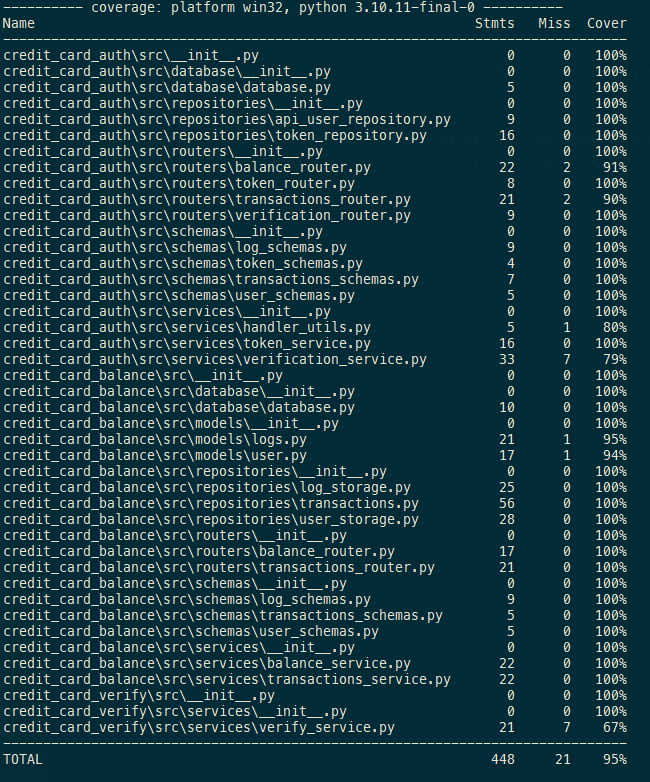 ---------- coverage: platform win32, python 3.10.11-final-0 ----------
Name Stmts Miss Cover
credit_card_auth\src\__init__.py 0 0 100%
credit_card_auth\src\database\__init__.py 0 0 100%
credit_card_auth\src\database\database.py 5 0 100%
credit_card_auth\src\repositories\__init__.py 0 0 100%
credit_card_auth\src\repositories\api_user_repository.py 9 0 100%
credit_card_auth\src\repositories\token_repository.py 16 0 100%
credit_card_auth\src\routers\__init__.py 0 0 100%
credit_card_auth\src\routers\balance_router.py 22 2 91%
credit_card_auth\src\routers\token_router.py 8 0 100%
credit_card_auth\src\routers\transactions_router.py 21 2 90%
credit_card_auth\src\routers\verification_router.py 9 0 100%
credit_card_auth\src\schemas\__init__.py 0 0 100%
credit_card_auth\src\schemas\log_schemas.py 9 0 100%
credit_card_auth\src\schemas\token_schemas.py 4 0 100%
credit_card_auth\src\schemas\transactions_schemas.py 7 0 100%
credit_card_auth\src\schemas\user_schemas.py 5 0 100%
credit_card_auth\src\services\__init__.py 0 0 100%
credit_card_auth\src\services\handler_utils.py 5 1 80%
credit_card_auth\src\services\token_service.py 16 0 100%
credit_card_auth\src\services\verification_service.py 33 7 79%
credit_card_balance\src\__init__.py 0 0 100%
credit_card_balance\src\database\__init__.py 0 0 100%
credit_card_balance\src\database\database.py 10 0 100%
credit_card_balance\src\models\__init__.py 0 0 100%
credit_card_balance\src\models\logs.py 21 1 95%
credit_card_balance\src\models\user.py 17 1 94%
credit_card_balance\src\repositories\__init__.py 0 0 100%
credit_card_balance\src\repositories\log_storage.py 25 0 100%
credit_card_balance\src\repositories\transactions.py 56 0 100%
credit_card_balance\src\repositories\user_storage.py 28 0 100%
credit_card_balance\src\routers\__init__.py 0 0 100%
credit_card_balance\src\routers\balance_router.py 17 0 100%
credit_card_balance\src\routers\transactions_router.py 21 0 100%
credit_card_balance\src\schemas\__init__.py 0 0 100%
credit_card_balance\src\schemas\log_schemas.py 9 0 100%
credit_card_balance\src\schemas\transactions_schemas.py 5 0 100%
credit_card_balance\src\schemas\user_schemas.py 5 0 100%
credit_card_balance\src\services\__init__.py 0 0 100%
credit_card_balance\src\services\balance_service.py 22 0 100%
credit_card_balance\src\services\transactions_service.py 22 0 100%
credit_card_verify\src\__init__.py 0 0 100%
credit_card_verify\src\services\__init__.py 0 0 100%
credit_card_verify\src\services\verify_service.py 21 7 67%
TOTAL 448 21 95%